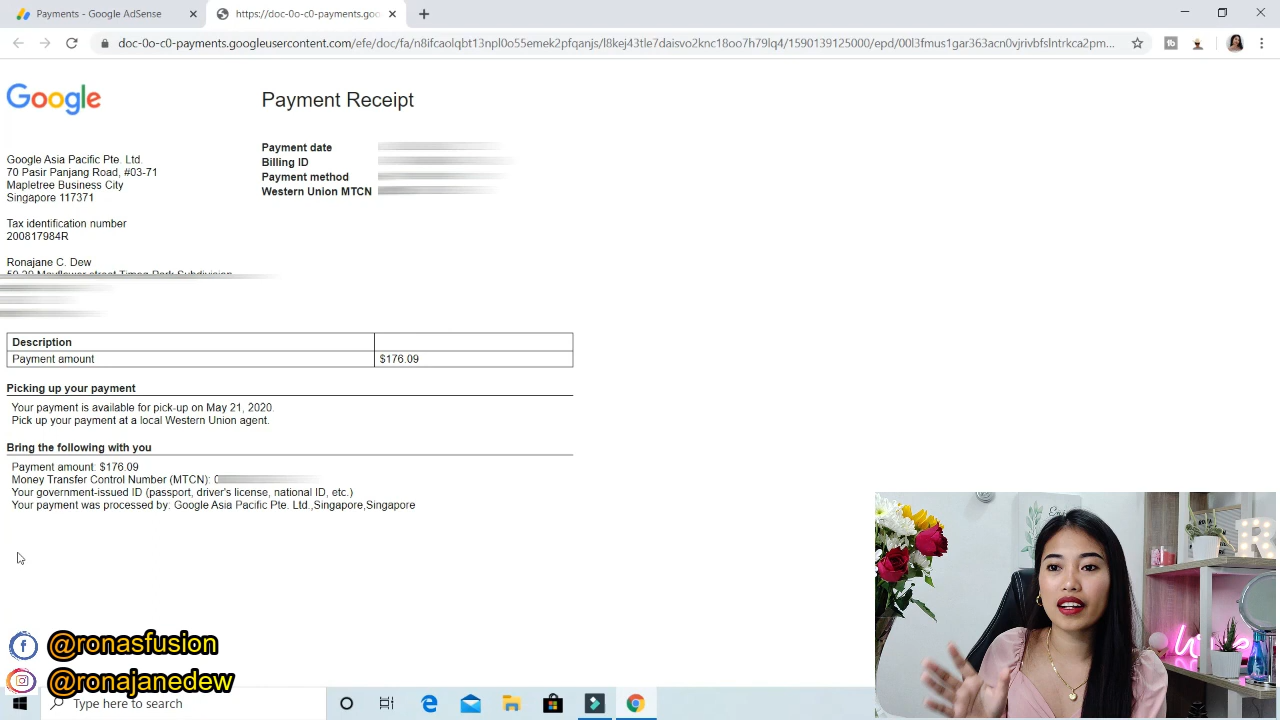 Payments - Google AdSense
https://doc-0o-c0-payments.goo
doc-0o-c0-payments.googleusercontent.com/efe/doc/fa/n8ifcaolqbt13npl0o55emek2pfqanjs/l8kej43tle7daisvo2knc18oo7h79lq4/1590139125000/epd/00l3fmus1gar363acn0vjrivbfslntrkca2pm...
Google
Payment Receipt
Payment date
Billing ID
Payment method
Western Union MTCN
Google Asia Pacific Pte. Ltd.
70 Pasir Panjang Road, #03-71
Mapletree Business City
Singapore 117371
Tax identification number
200817984R
Ronajane C. Dew
Description
Payment amount $176.09
Picking up your payment
Your payment is available for pick-up on May 21, 2020.
Pick up your payment at a local Western Union agent.
Bring the following with you
Payment amount: $176.09
Money Transfer Control Number (MTCN):
Your government-issued ID (passport, driver's license, national ID, etc.)
Your payment was processed by: Google Asia Pacific Pte. Ltd.,Singapore,Singapore
@ronasfusion
@ronajanedew
Type here to search
R